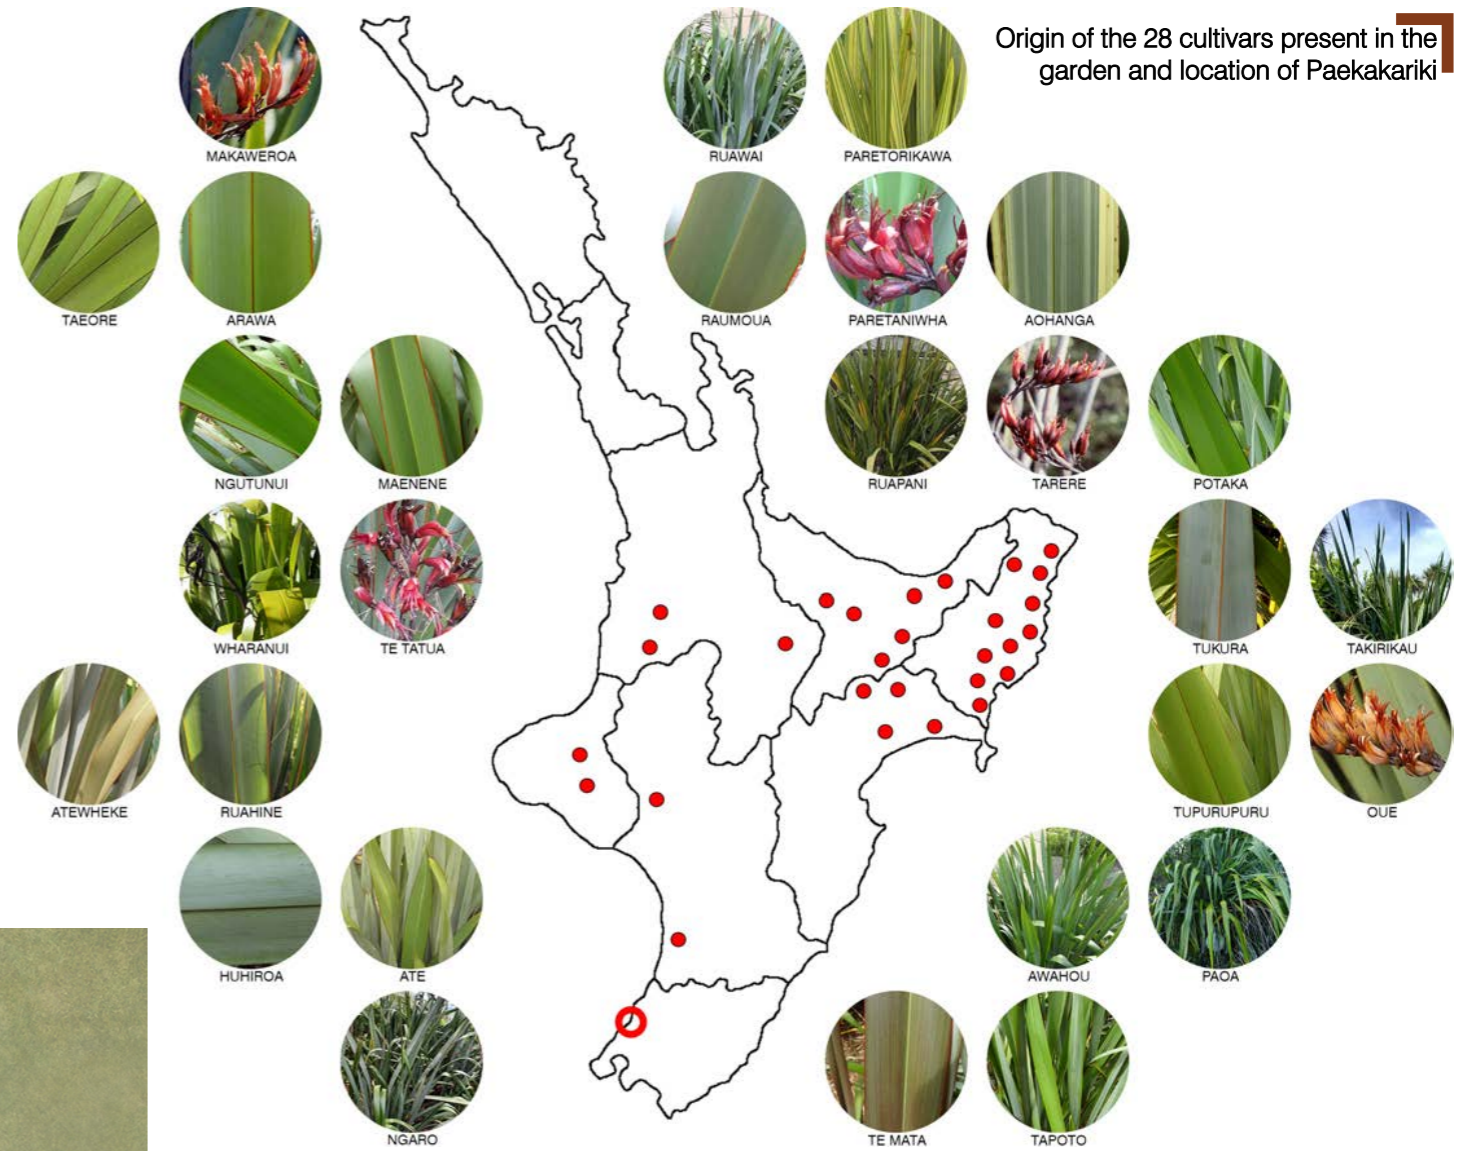 Origin of the 28 cultivars present in the
garden and location of Paekakariki
MAKAWEROA
RUAWAI
PARETORIKAWA
TAEORE
ARAWA
RAUMOUA
PARETANIWHA
AOHANGA
NGUTUNUI
MAENENE
RUAPANI
TARERE
POTAKA
WHARANUI
TE TATUA
TUKURA
TAKIRIKAU
ATEWHEKE
RUAHINE
TUPURUPURU
OUE
HUHIROA
ATE
AWAHOU
PAOA
NGARO
TE MATA
TAPOTO